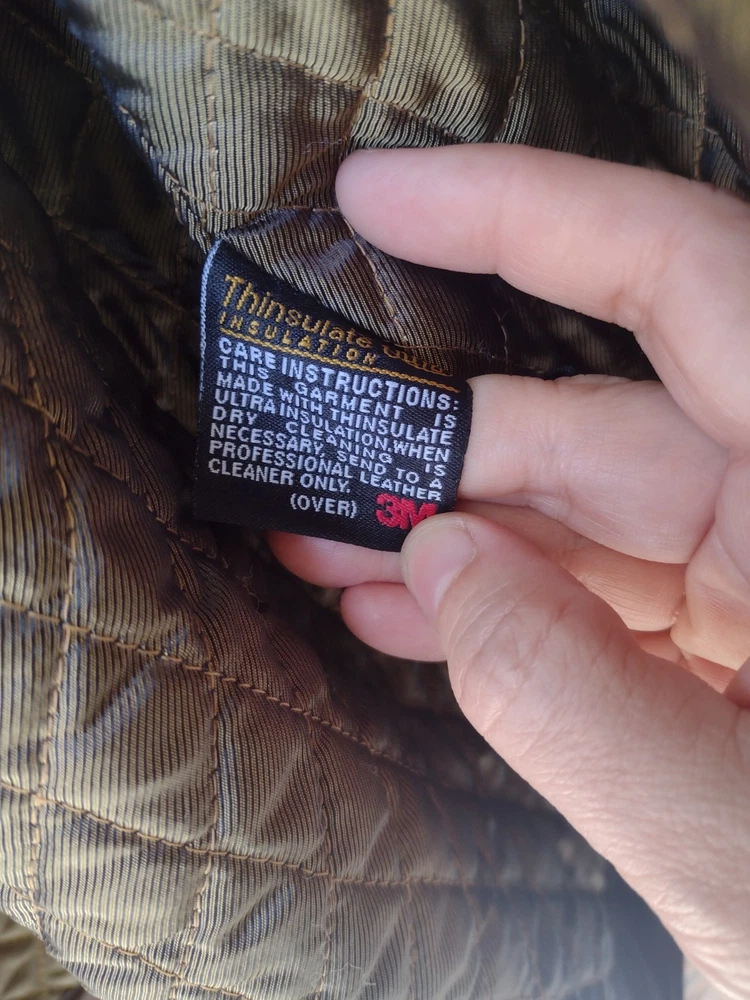 Thinsulate Ultra
INSULATION
CARE INSTRUCTIONS:
THIS GARMENT IS
MADE WITH THINSULATE
ULTRA INSULATION.WHEN
DRY CLEANING IS
NECESSARY, SEND TO A
PROFESSIONAL LEATHER
CLEANER ONLY.
(OVER) 3M